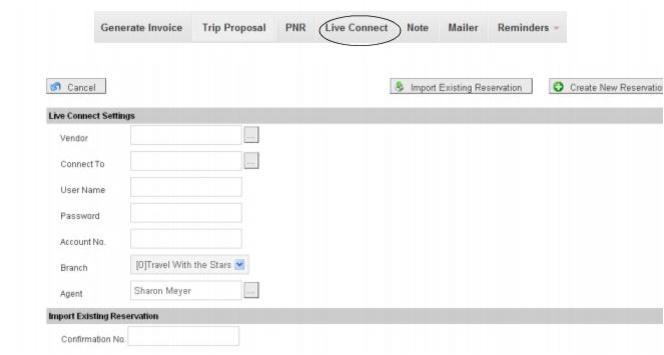 Generate Invoice Trip Proposal PNR Live Connect Note Mailer Reminders
Cancel Import Existing Reservation Create New Reservatio
Live Connect Settings
Vendor ...
Connect To ...
User Name
Password
Account No.
Branch [0]Travel With the Stars
Agent Sharon Meyer ...
Import Existing Reservation
Confirmation No.